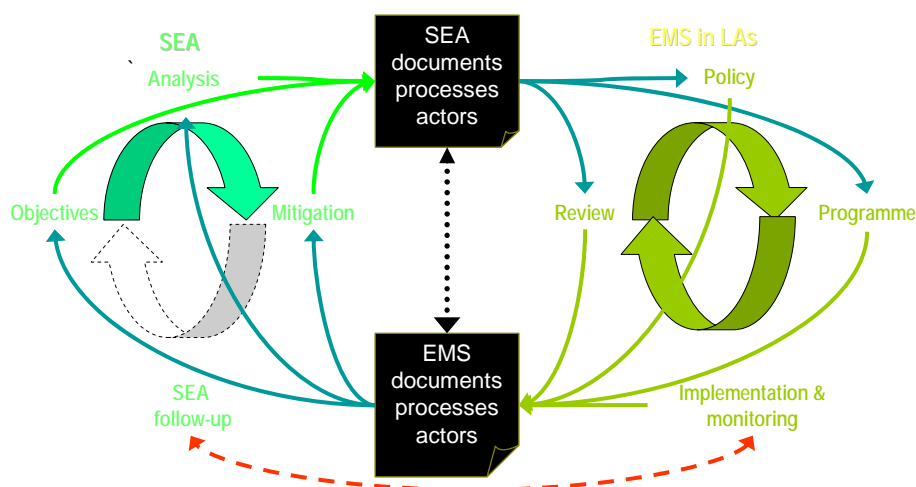 SEA
EMS in LAs
`
Analysis
SEA
documents
processes
actors
Policy
Objectives
Mitigation
Review
Programme
EMS
documents
processes
actors
SEA
follow-up
Implementation &
monitoring